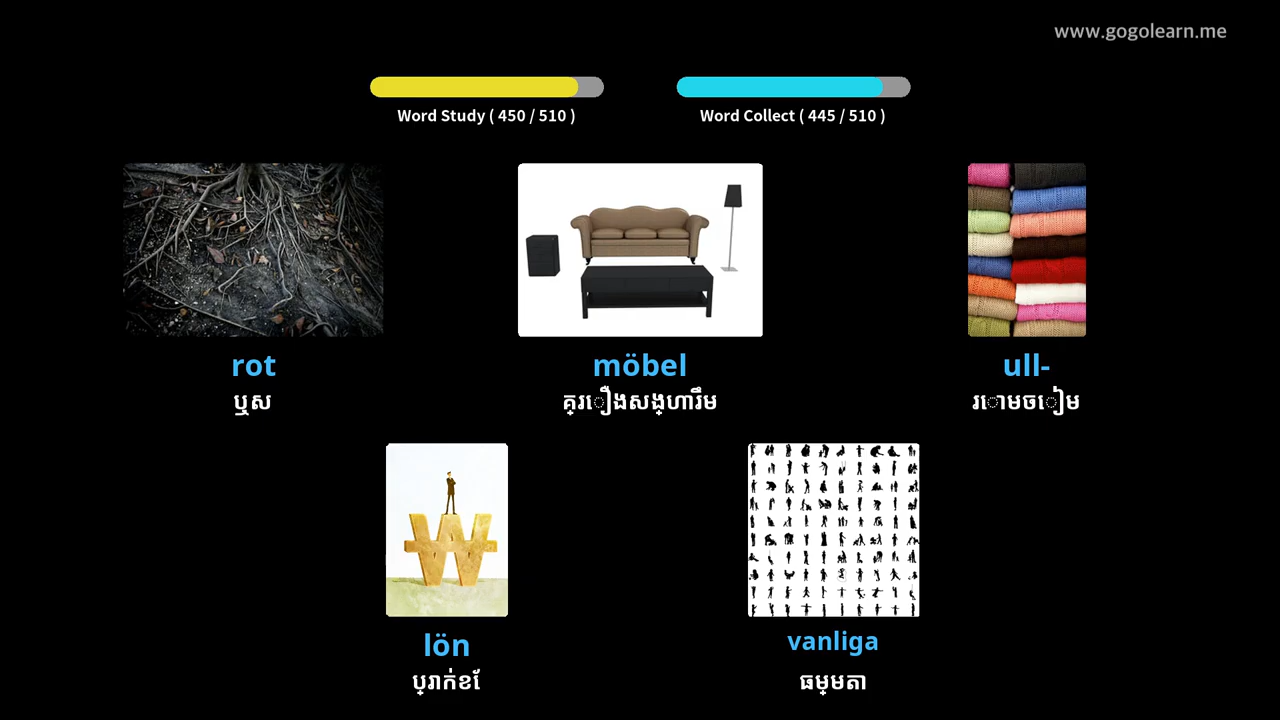 www.gogolearn.me
Word Study ( 450 / 510 )
Word Collect ( 445 / 510 )
rot
ឬស
möbel
គ្រឿងសង្ហារឹម
ull-
រោមចៀម
lön
ប្រាក់ខែ
vanliga
ធម្មតា